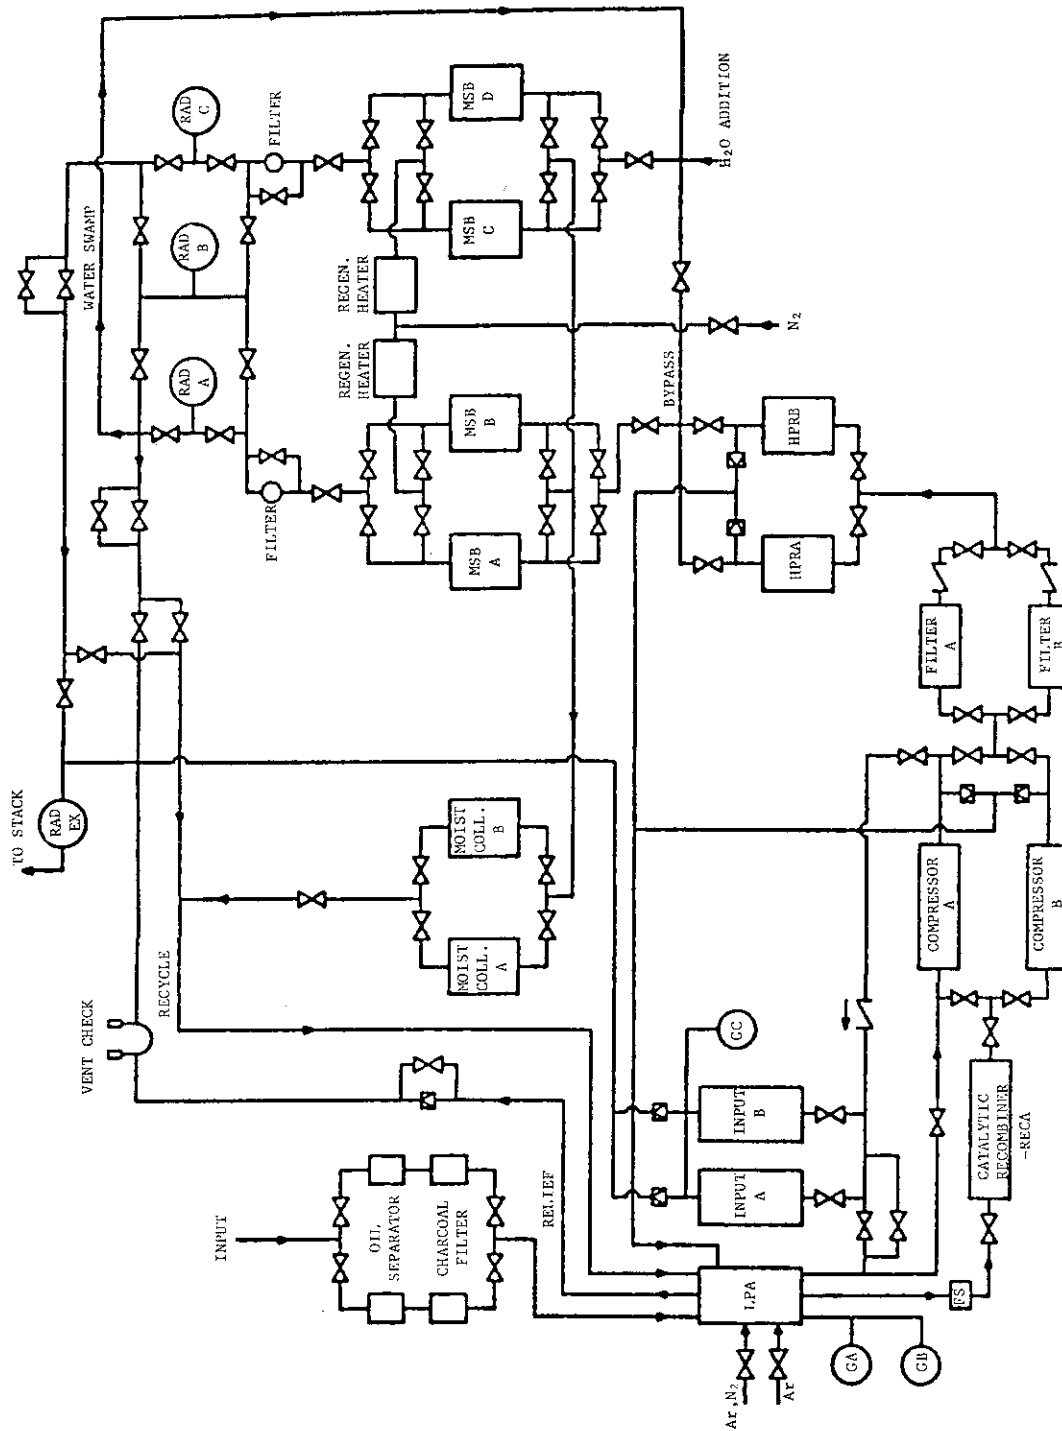 TO STACK
RAD
EX
WATER SWAMP
RAD
A
RAD
B
RAD
C
FILTER
FILTER
VENT CHECK
RECYCLE
INPUT
OIL
SEPARATOR
CHARCOAL
FILTER
RELIEF
MOIST
COLL.
A
MOIST
COLL.
B
MSB
A
MSB
B
REGEN.
HEATER
REGEN.
HEATER
MSB
C
MSB
D
H2O ADDITION
N2
BYPASS
HPRA
HPRB
GC
INPUT
A
INPUT
B
LPA
Ar,N2
Ar
GA
GB
FS
CATALYTIC
RECOMBINER
-RECA
COMPRESSOR
A
COMPRESSOR
B
FILTER
A
FILTER
B